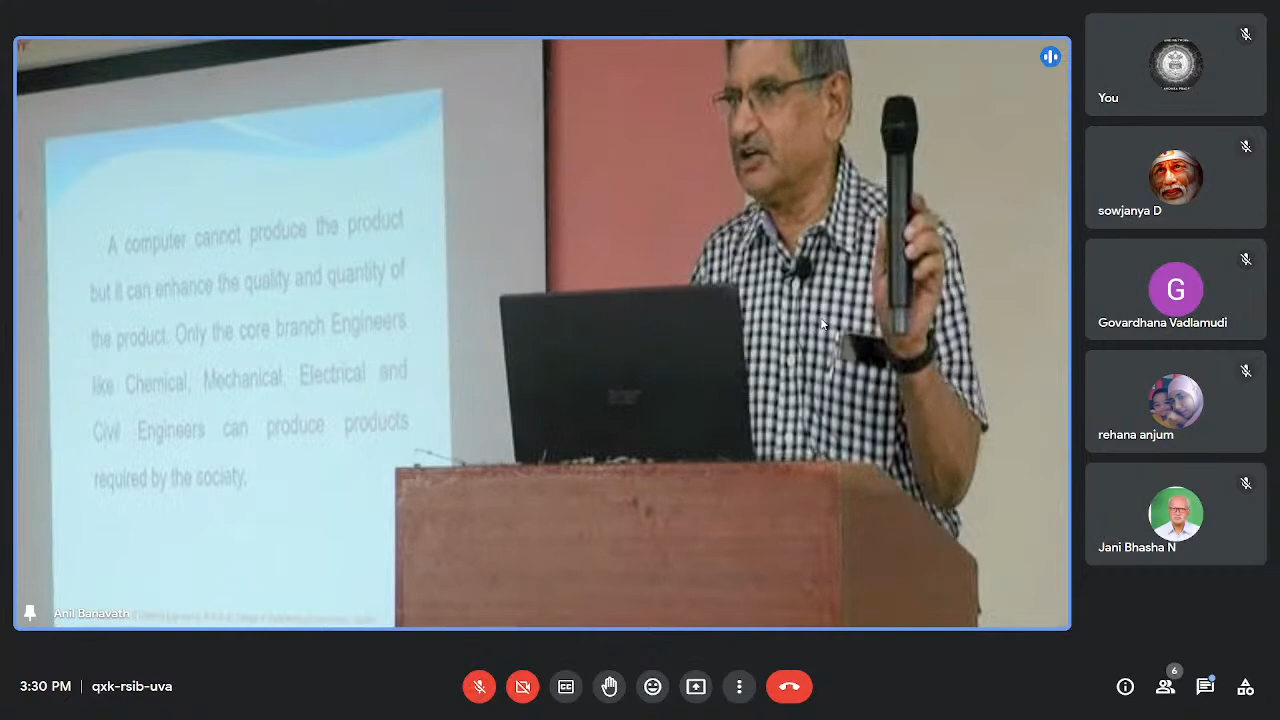 A computer cannot produce the product
but it can enhance the quality and quantity of
the product. Only the core branch Engineers
like Chemical, Mechanical, Electrical and
Civil Engineers can produce products
required by the society.
Anil Banavath
You
sowjanya D
G
Govardhana Vadlamudi
rehana anjum
Jani Bhasha N
3:30 PM
qxk-rsib-uva
6